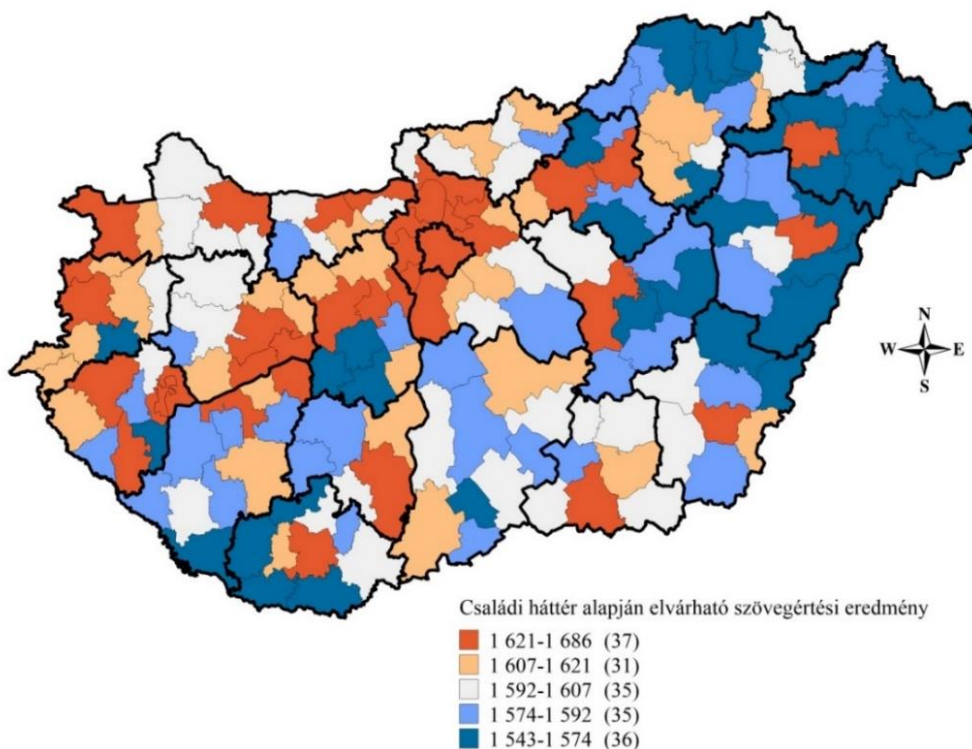 N
W E
S
Családi háttér alapján elvárható szövegértési eredmény
1 621-1 686 (37)
1 607-1 621 (31)
1 592-1 607 (35)
1 574-1 592 (35)
1 543-1 574 (36)